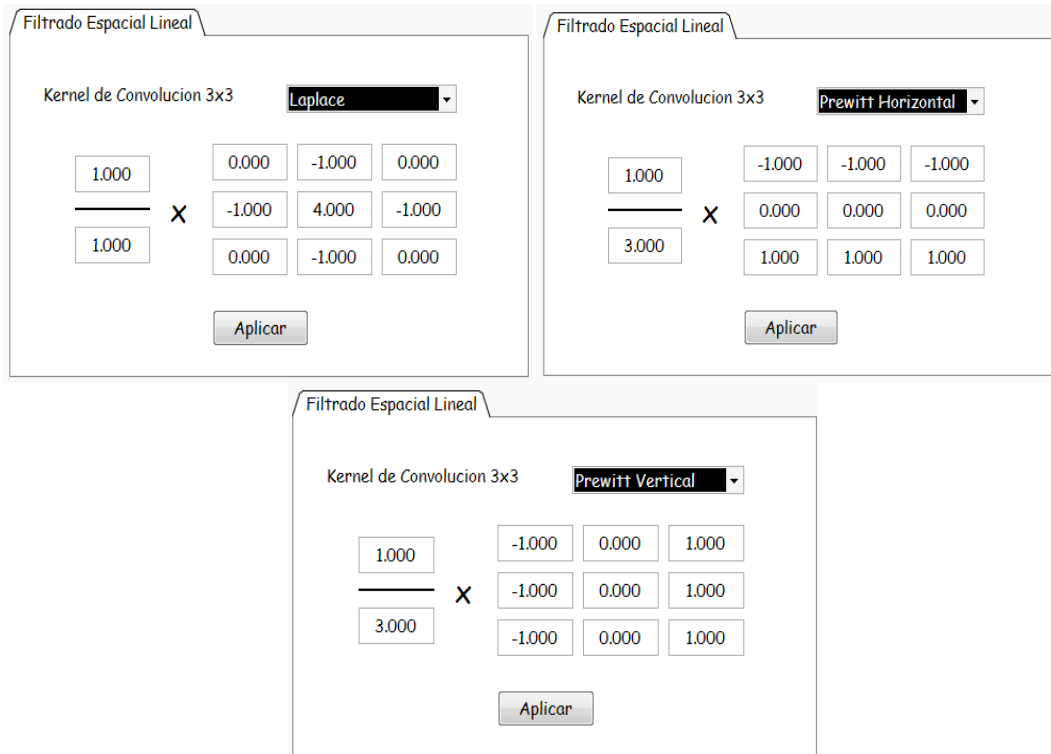 Filtrado Espacial Lineal
Kernel de Convolucion 3x3 Laplace
1.000
1.000
x
0.000 -1.000 0.000
-1.000 4.000 -1.000
0.000 -1.000 0.000
Aplicar
Filtrado Espacial Lineal
Kernel de Convolucion 3x3 Prewitt Horizontal
1.000
3.000
x
-1.000 -1.000 -1.000
0.000 0.000 0.000
1.000 1.000 1.000
Aplicar
Filtrado Espacial Lineal
Kernel de Convolucion 3x3 Prewitt Vertical
1.000
3.000
x
-1.000 0.000 1.000
-1.000 0.000 1.000
-1.000 0.000 1.000
Aplicar